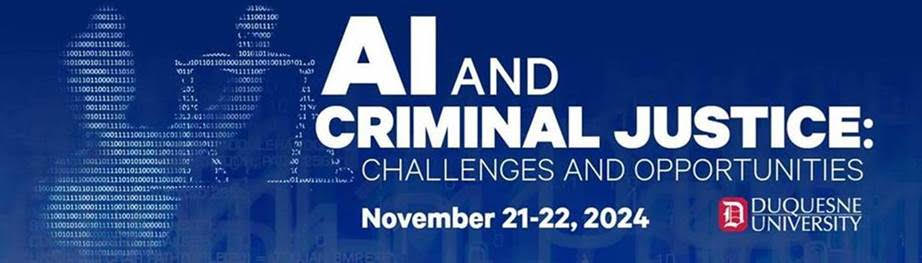 AI AND
CRIMINAL JUSTICE:
CHALLENGES AND OPPORTUNITIES
November 21-22, 2024
D DUQUESNE
UNIVERSITY